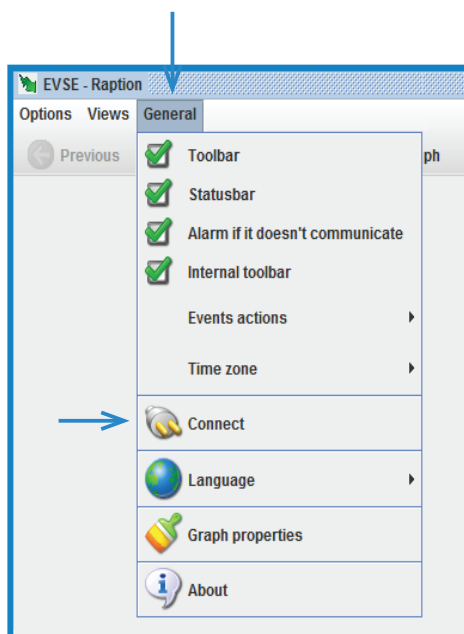 EVSE - Raption
Options Views General
Previous ph
Toolbar
Statusbar
Alarm if it doesn't communicate
Internal toolbar
Events actions
Time zone
Connect
Language
Graph properties
About